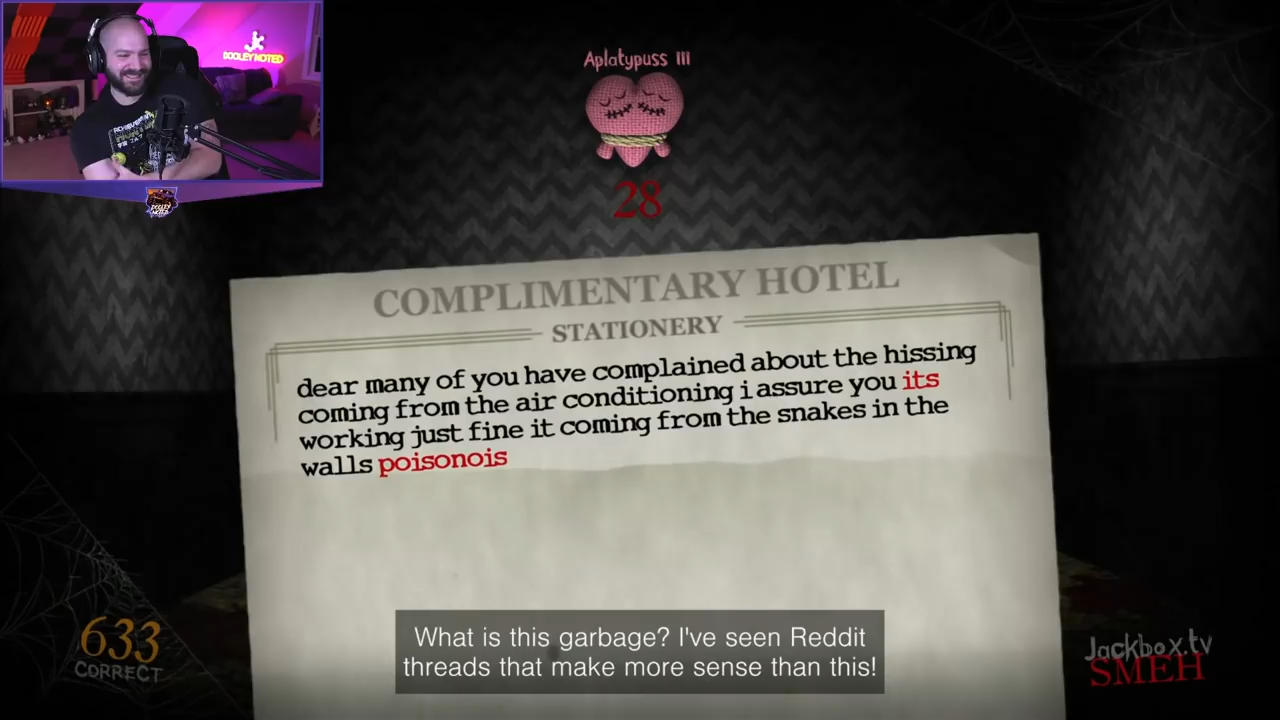 DOOLEY NOTED
Aplatypuss III
28
COMPLIMENTARY HOTEL
STATIONERY
dear many of you have complained about the hissing
coming from the air conditioning i assure you its
working just fine it coming from the snakes in the
walls poisonois
What is this garbage? I've seen Reddit
threads that make more sense than this!
633
CORRECT
Jackbox.tv
SMEH